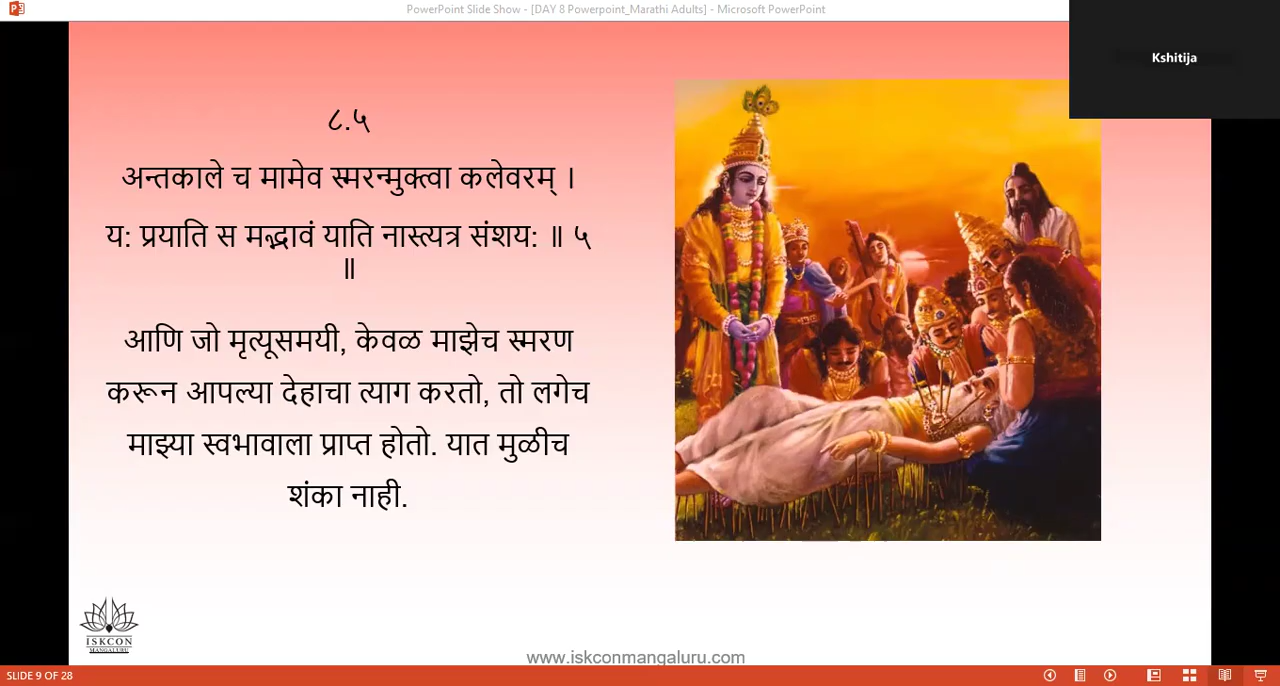 PowerPoint Slide Show - [DAY 8 Powerpoint_Marathi Adults] - Microsoft PowerPoint
Kshitija
८.५
अन्तकाले च मामेव स्मरन्मुक्त्वा कलेवरम् ।
य: प्रयाति स मद्भावं याति नास्त्यत्र संशय: ॥ ५
॥
आणि जो मृत्यूसमयी, केवळ माझेच स्मरण
करून आपल्या देहाचा त्याग करतो, तो लगेच
माझ्या स्वभावाला प्राप्त होतो. यात मुळीच
शंका नाही.
ISKCON
MANGALURU
www.iskconmangaluru.com
SLIDE 9 OF 28